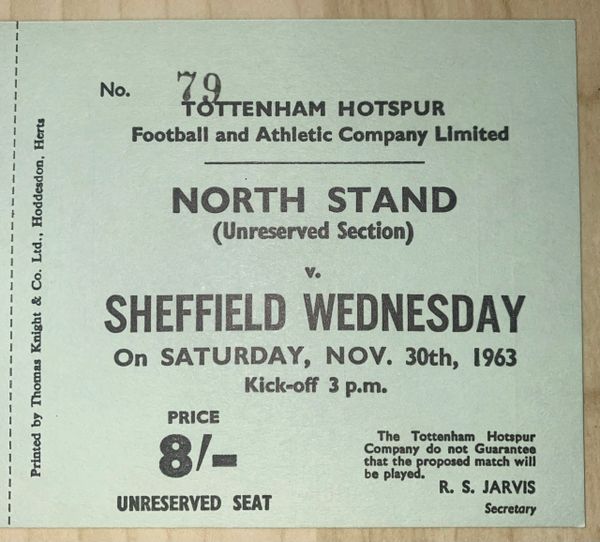 No. 79
TOTTENHAM HOTSPUR
Football and Athletic Company Limited
NORTH STAND
(Unreserved Section)
v.
SHEFFIELD WEDNESDAY
On SATURDAY, NOV. 30th, 1963
Kick-off 3 p.m.
PRICE
8/-
UNRESERVED SEAT
The Tottenham Hotspur
Company do not Guarantee
that the proposed match will
be played.
R. S. JARVIS
Secretary
Printed by Thomas Knight & Co. Ltd., Hoddesdon, Herts